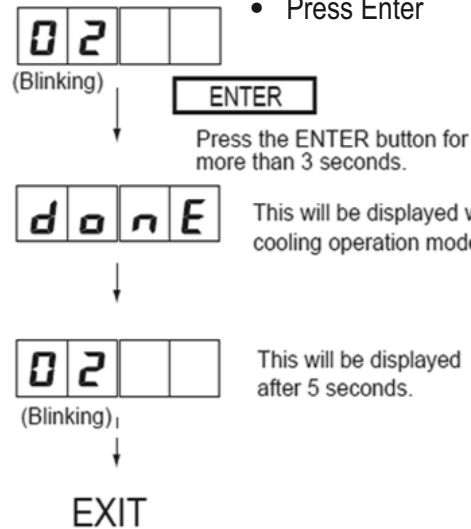 • Press Enter
02
(Blinking)
ENTER
Press the ENTER button for
more than 3 seconds.
donE
This will be displayed
cooling operation mode
02
(Blinking)
This will be displayed
after 5 seconds.
EXIT